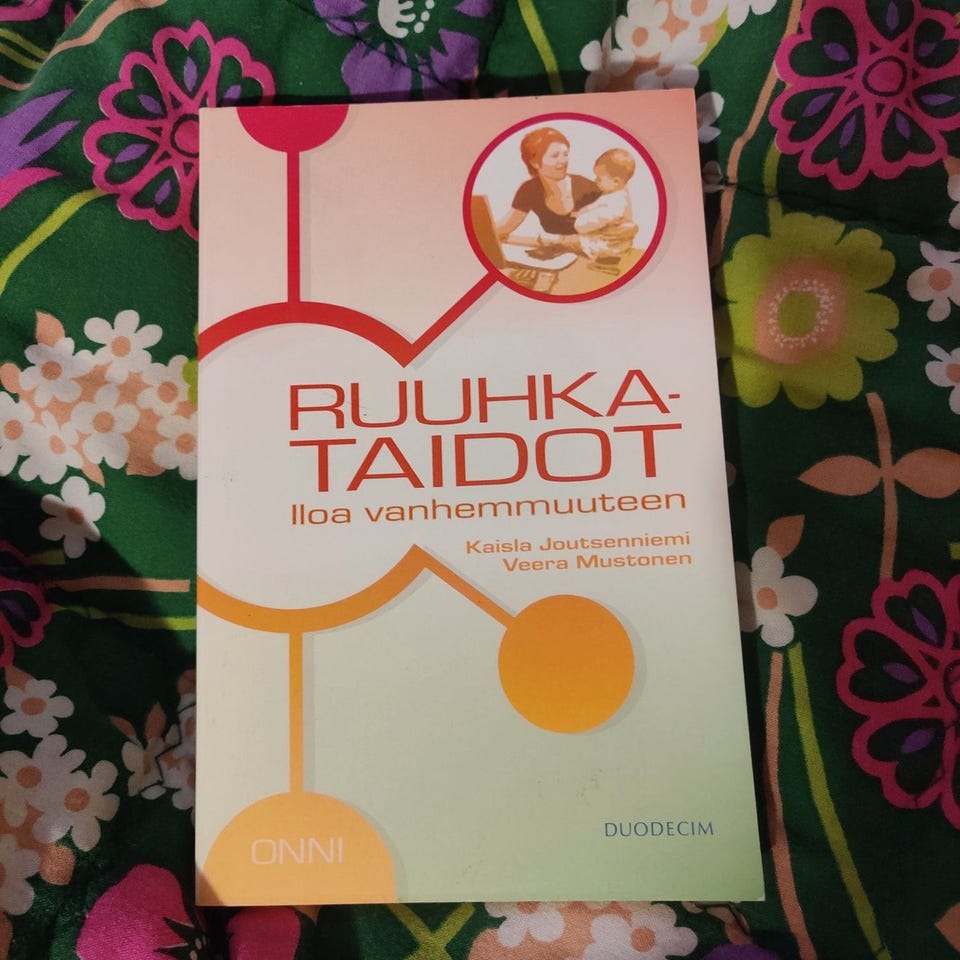 RUUHKA-
TAIDOT
Iloa vanhemmuuteen
Kaisla Joutsenniemi
Veera Mustonen
DUODECIM
ONNI